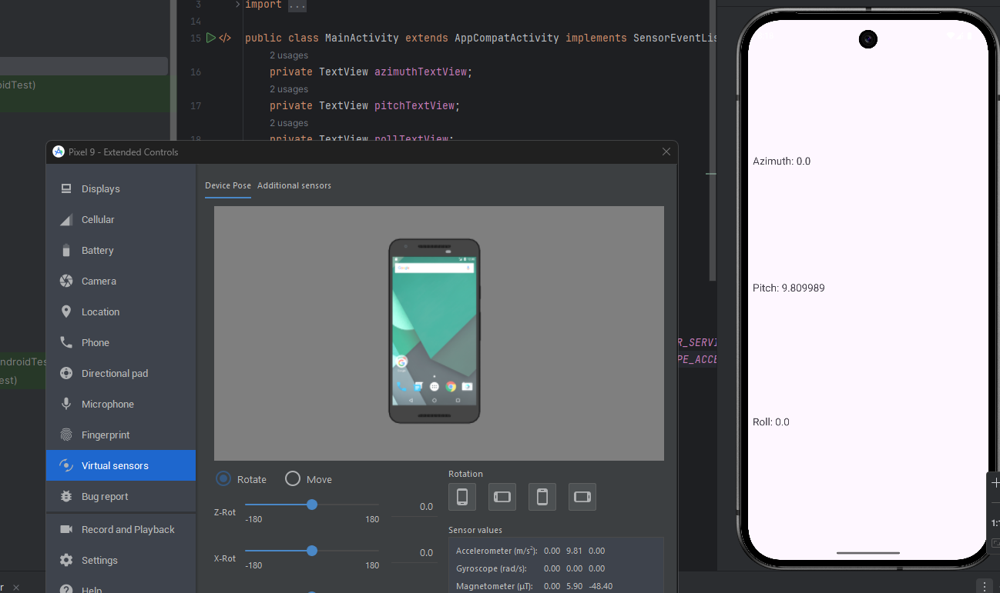 3 import ...
14
15 public class MainActivity extends AppCompatActivity implements SensorEventLis
2 usages
16 private TextView azimuthTextView;
2 usages
17 private TextView pitchTextView;
2 usages
18 private TextView rollTextView;
oidTest)
ndroidTes
est)
R_SERVI
PE_ACCE
Pixel 9 - Extended Controls
Displays
Cellular
Battery
Camera
Location
Phone
Directional pad
Microphone
Fingerprint
Virtual sensors
Bug report
Record and Playback
Settings
Help
Device Pose Additional sensors
Google
Rotate Move
Z-Rot 0.0
-180 180
X-Rot 0.0
-180 180
Rotation
Sensor values
Accelerometer (m/s²): 0.00 9.81 0.00
Gyroscope (rad/s): 0.00 0.00 0.00
Magnetometer (μT): 0.00 5.90 -48.40
Azimuth: 0.0
Pitch: 9.809989
Roll: 0.0
1:1
r